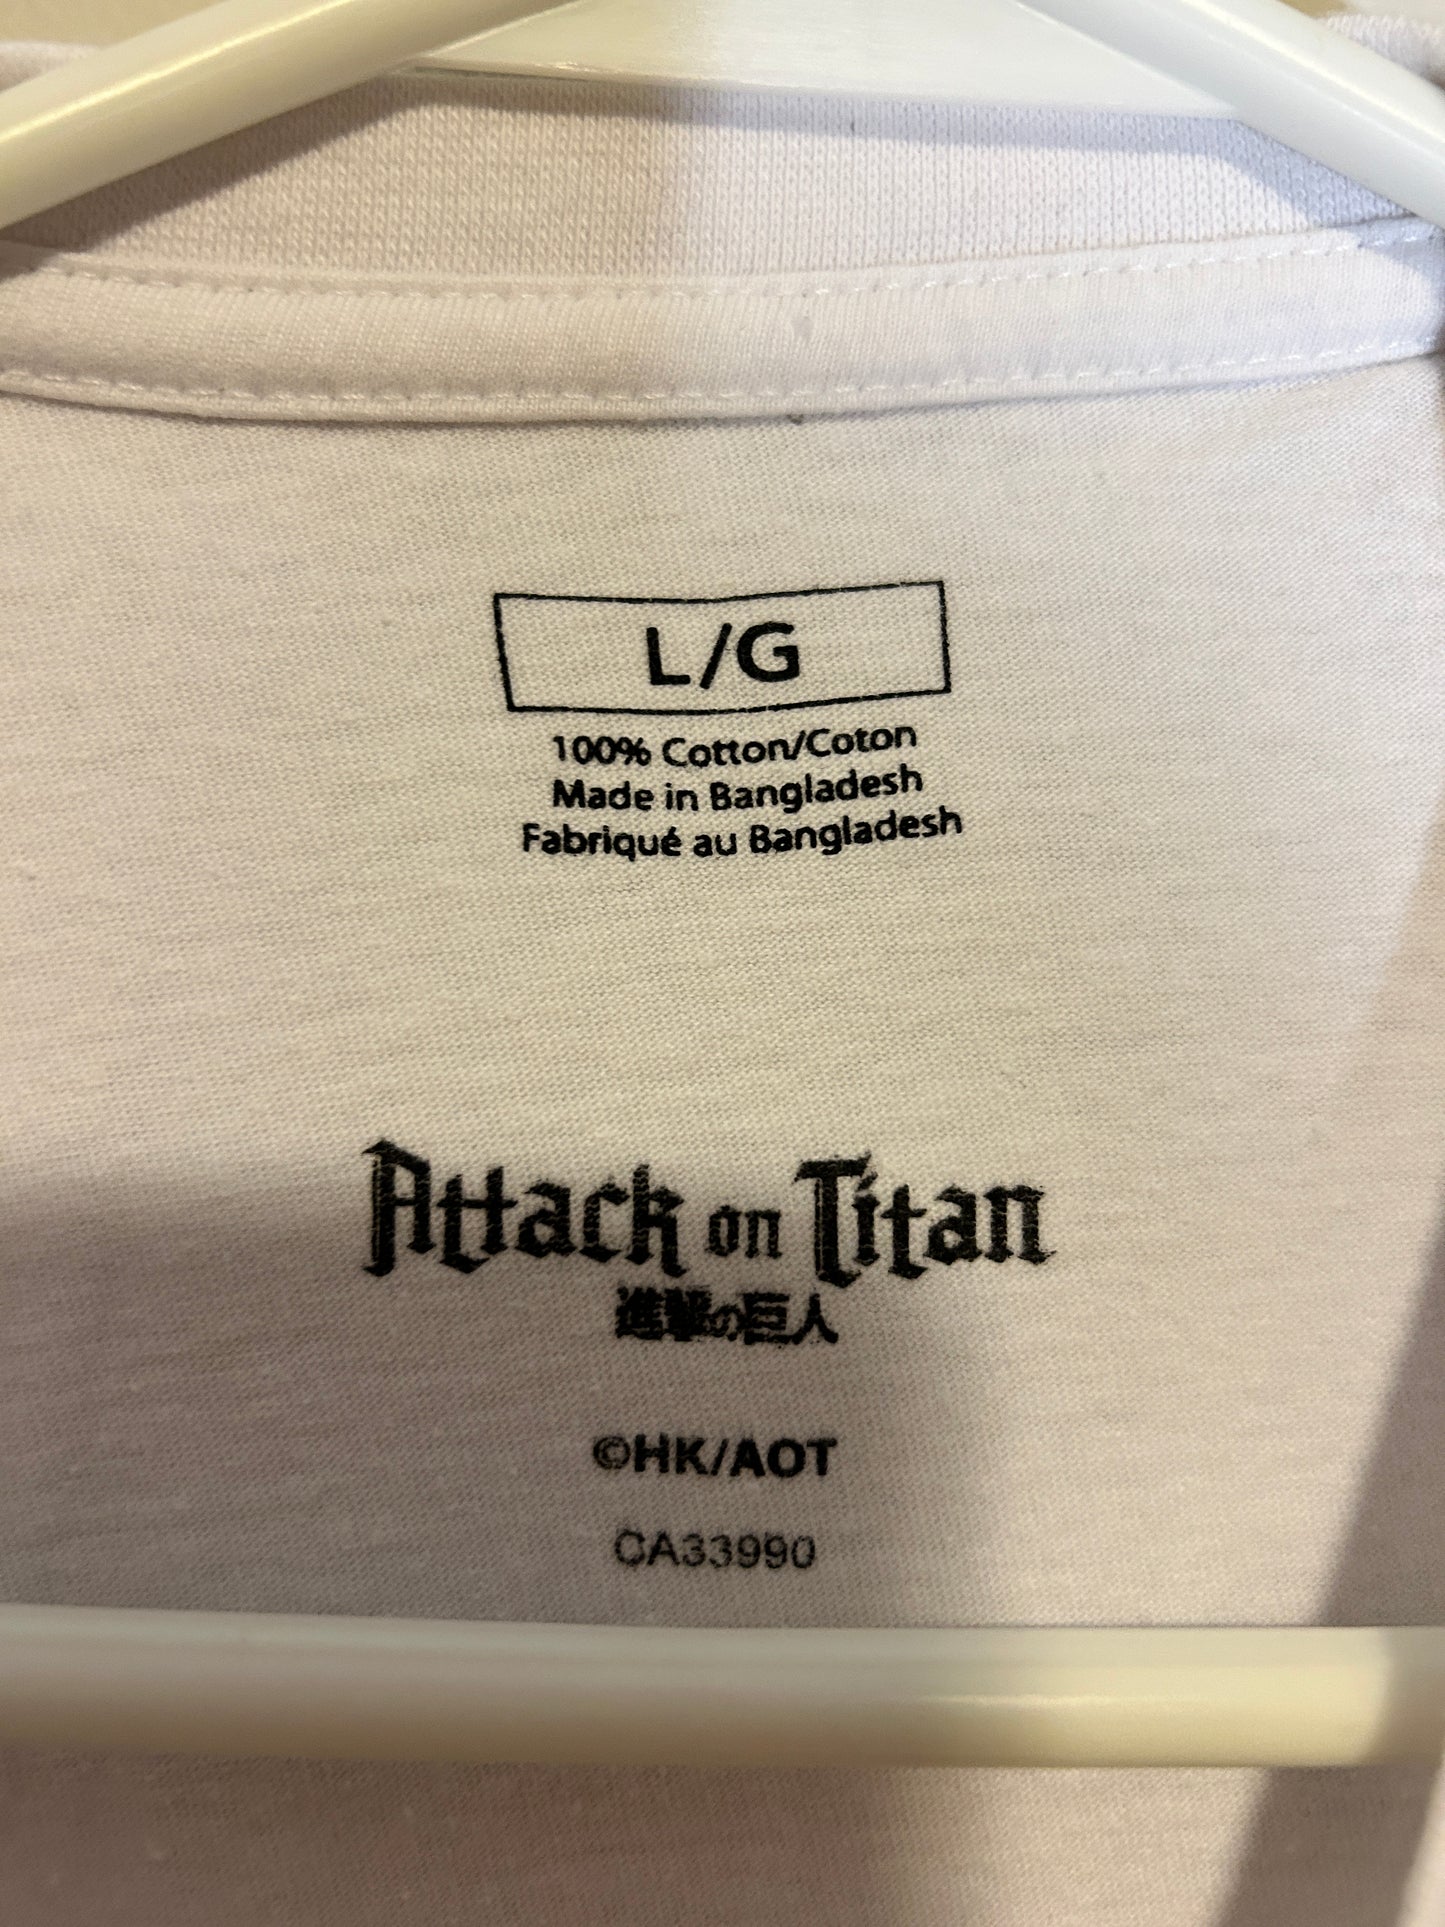 L/G
100% Cotton/Coton
Made in Bangladesh
Fabriqué au Bangladesh
Attack on Titan
進撃の巨人
©HK/AOT
CA33990